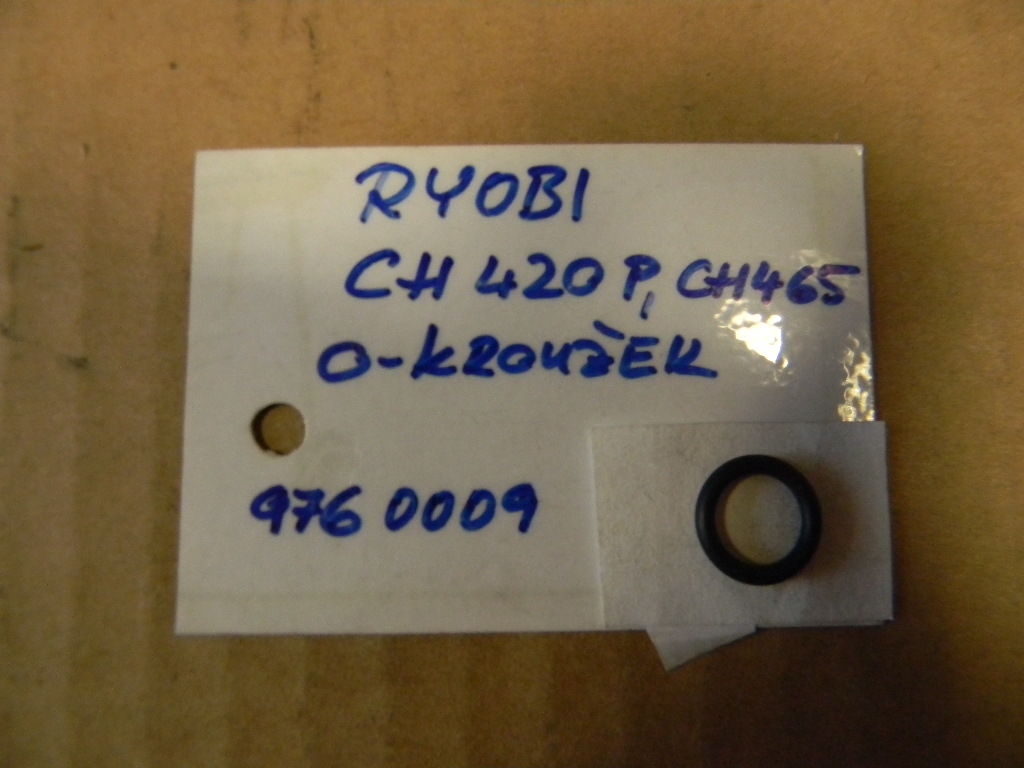 RYOBI
CH 420 P, CH465
O-KROUŽEK
976 0009